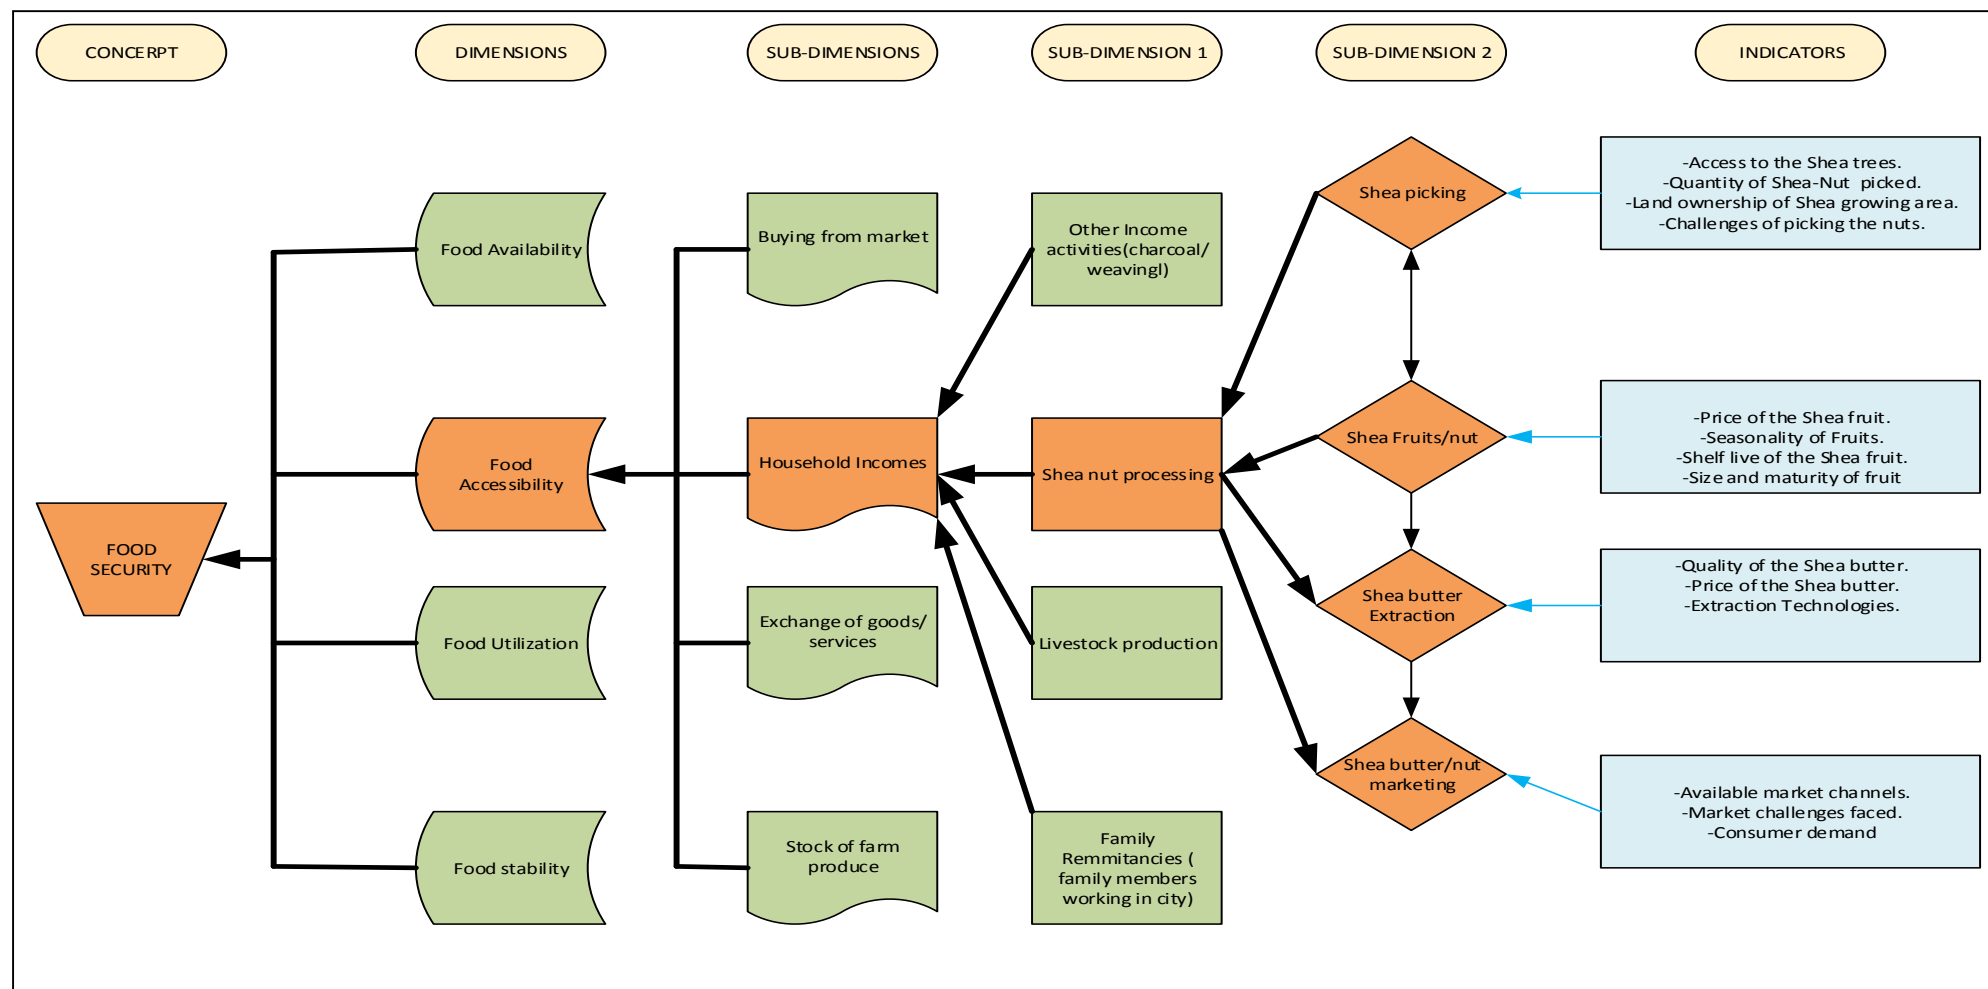 CONCERPT
DIMENSIONS
SUB-DIMENSIONS
SUB-DIMENSION 1
SUB-DIMENSION 2
INDICATORS
Food Availability
Food
Accessibility
FOOD
SECURITY
Food Utilization
Food stability
Buying from market
Household Incomes
Exchange of goods/
services
Stock of farm
produce
Other Income
activities(charcoal/
weavingl)
Shea nut processing
Livestock production
Family
Remmitancies (
family members
working in city)
Shea picking
Shea Fruits/nut
Shea butter
Extraction
Shea butter/nut
marketing
-Access to the Shea trees.
-Quantity of Shea-Nut picked.
-Land ownership of Shea growing area.
-Challenges of picking the nuts.
-Price of the Shea fruit.
-Seasonality of Fruits.
-Shelf live of the Shea fruit.
-Size and maturity of fruit
-Quality of the Shea butter.
-Price of the Shea butter.
-Extraction Technologies.
-Available market channels.
-Market challenges faced.
-Consumer demand